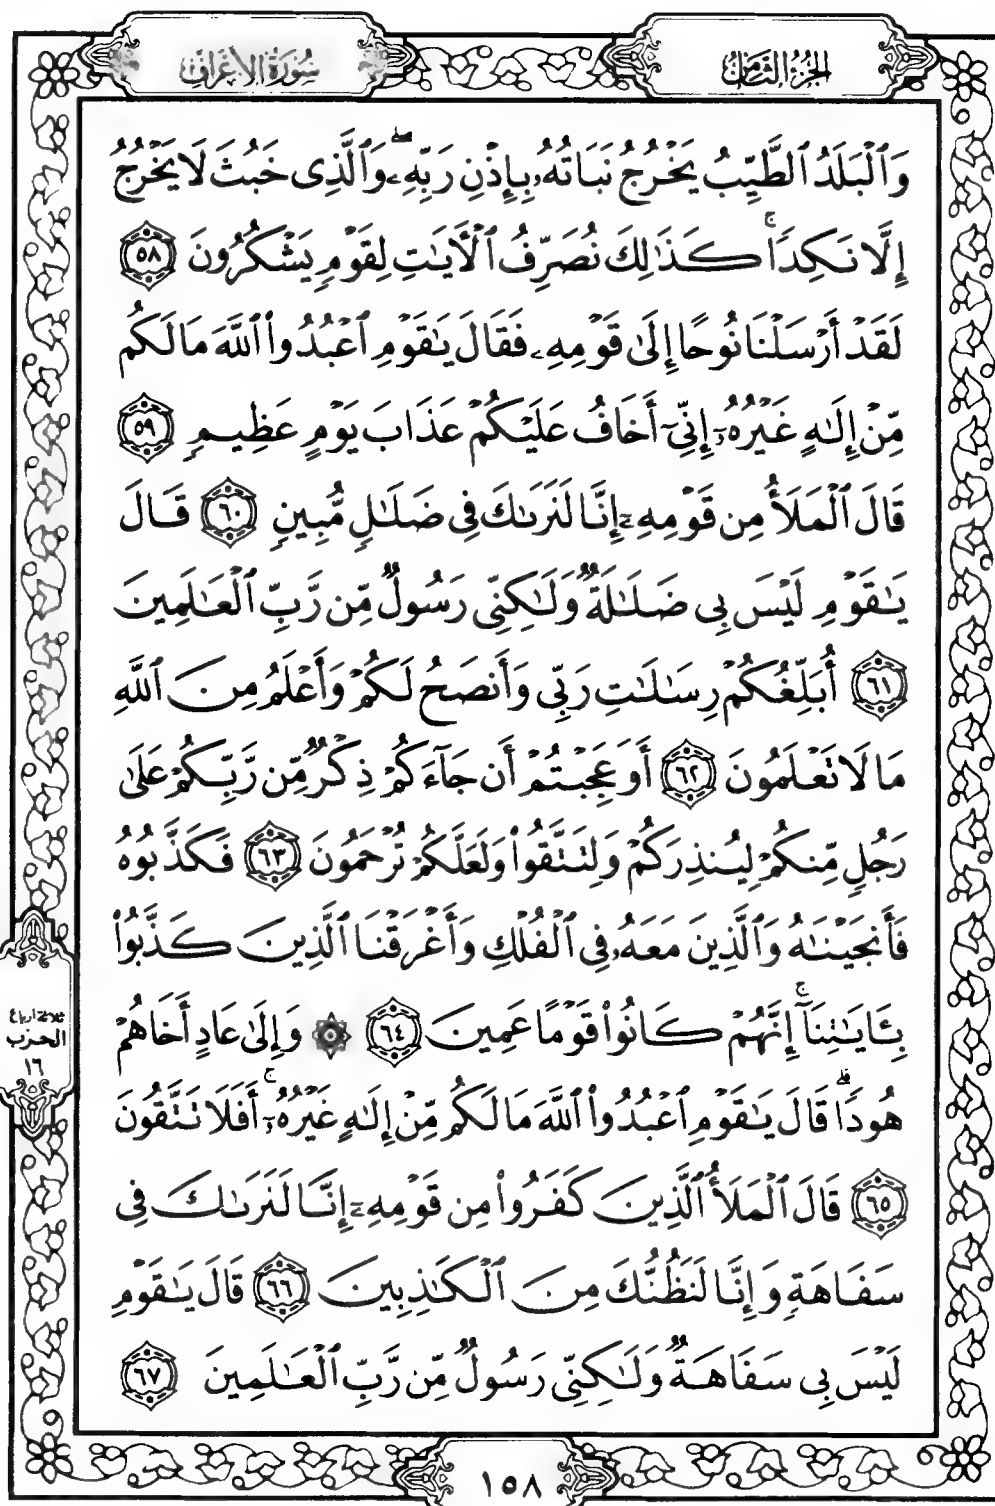 الجزء الثامن
سورة الأعراف
وَٱلۡبَلَدُ ٱلطَّيِّبُ يَخۡرُجُ نَبَاتُهُۥ بِإِذۡنِ رَبِّهِۦۖ وَٱلَّذِي خَبُثَ لَا يَخۡرُجُ
إِلَّا نَكِدٗاۚ كَذَٰلِكَ نُصَرِّفُ ٱلۡأٓيَٰتِ لِقَوۡمٖ يَشۡكُرُونَ ٥٨
لَقَدۡ أَرۡسَلۡنَا نُوحًا إِلَىٰ قَوۡمِهِۦ فَقَالَ يَٰقَوۡمِ ٱعۡبُدُواْ ٱللَّهَ مَا لَكُم
مِّنۡ إِلَٰهٍ غَيۡرُهُۥٓ إِنِّيٓ أَخَافُ عَلَيۡكُمۡ عَذَابَ يَوۡمٍ عَظِيمٖ ٥٩
قَالَ ٱلۡمَلَأُ مِن قَوۡمِهِۦٓ إِنَّا لَنَرَىٰكَ فِي ضَلَٰلٖ مُّبِينٖ ٦٠ قَالَ
يَٰقَوۡمِ لَيۡسَ بِي ضَلَٰلَةٞ وَلَٰكِنِّي رَسُولٞ مِّن رَّبِّ ٱلۡعَٰلَمِينَ
٦١ أُبَلِّغُكُمۡ رِسَٰلَٰتِ رَبِّي وَأَنصَحُ لَكُمۡ وَأَعۡلَمُ مِنَ ٱللَّهِ
مَا لَا تَعۡلَمُونَ ٦٢ أَوَعَجِبۡتُمۡ أَن جَآءَكُمۡ ذِكۡرٞ مِّن رَّبِّكُمۡ عَلَىٰ
رَجُلٖ مِّنكُمۡ لِيُنذِرَكُمۡ وَلِتَتَّقُواْ وَلَعَلَّكُمۡ تُرۡحَمُونَ ٦٣ فَكَذَّبُوهُ
فَأَنجَيۡنَٰهُ وَٱلَّذِينَ مَعَهُۥ فِي ٱلۡفُلۡكِ وَأَغۡرَقۡنَا ٱلَّذِينَ كَذَّبُواْ
بِـَٔايَٰتِنَآۚ إِنَّهُمۡ كَانُواْ قَوۡمًا عَمِينَ ٦٤ ۞ وَإِلَىٰ عَادٍ أَخَاهُمۡ
هُودٗاۚ قَالَ يَٰقَوۡمِ ٱعۡبُدُواْ ٱللَّهَ مَا لَكُم مِّنۡ إِلَٰهٍ غَيۡرُهُۥٓۚ أَفَلَا تَتَّقُونَ
٦٥ قَالَ ٱلۡمَلَأُ ٱلَّذِينَ كَفَرُواْ مِن قَوۡمِهِۦٓ إِنَّا لَنَرَىٰكَ فِي
سَفَاهَةٖ وَإِنَّا لَنَظُنُّكَ مِنَ ٱلۡكَٰذِبِينَ ٦٦ قَالَ يَٰقَوۡمِ
لَيۡسَ بِي سَفَاهَةٞ وَلَٰكِنِّي رَسُولٞ مِّن رَّبِّ ٱلۡعَٰلَمِينَ ٦٧
ثلاثة أرباع
الحزب
١٦
١٥٨